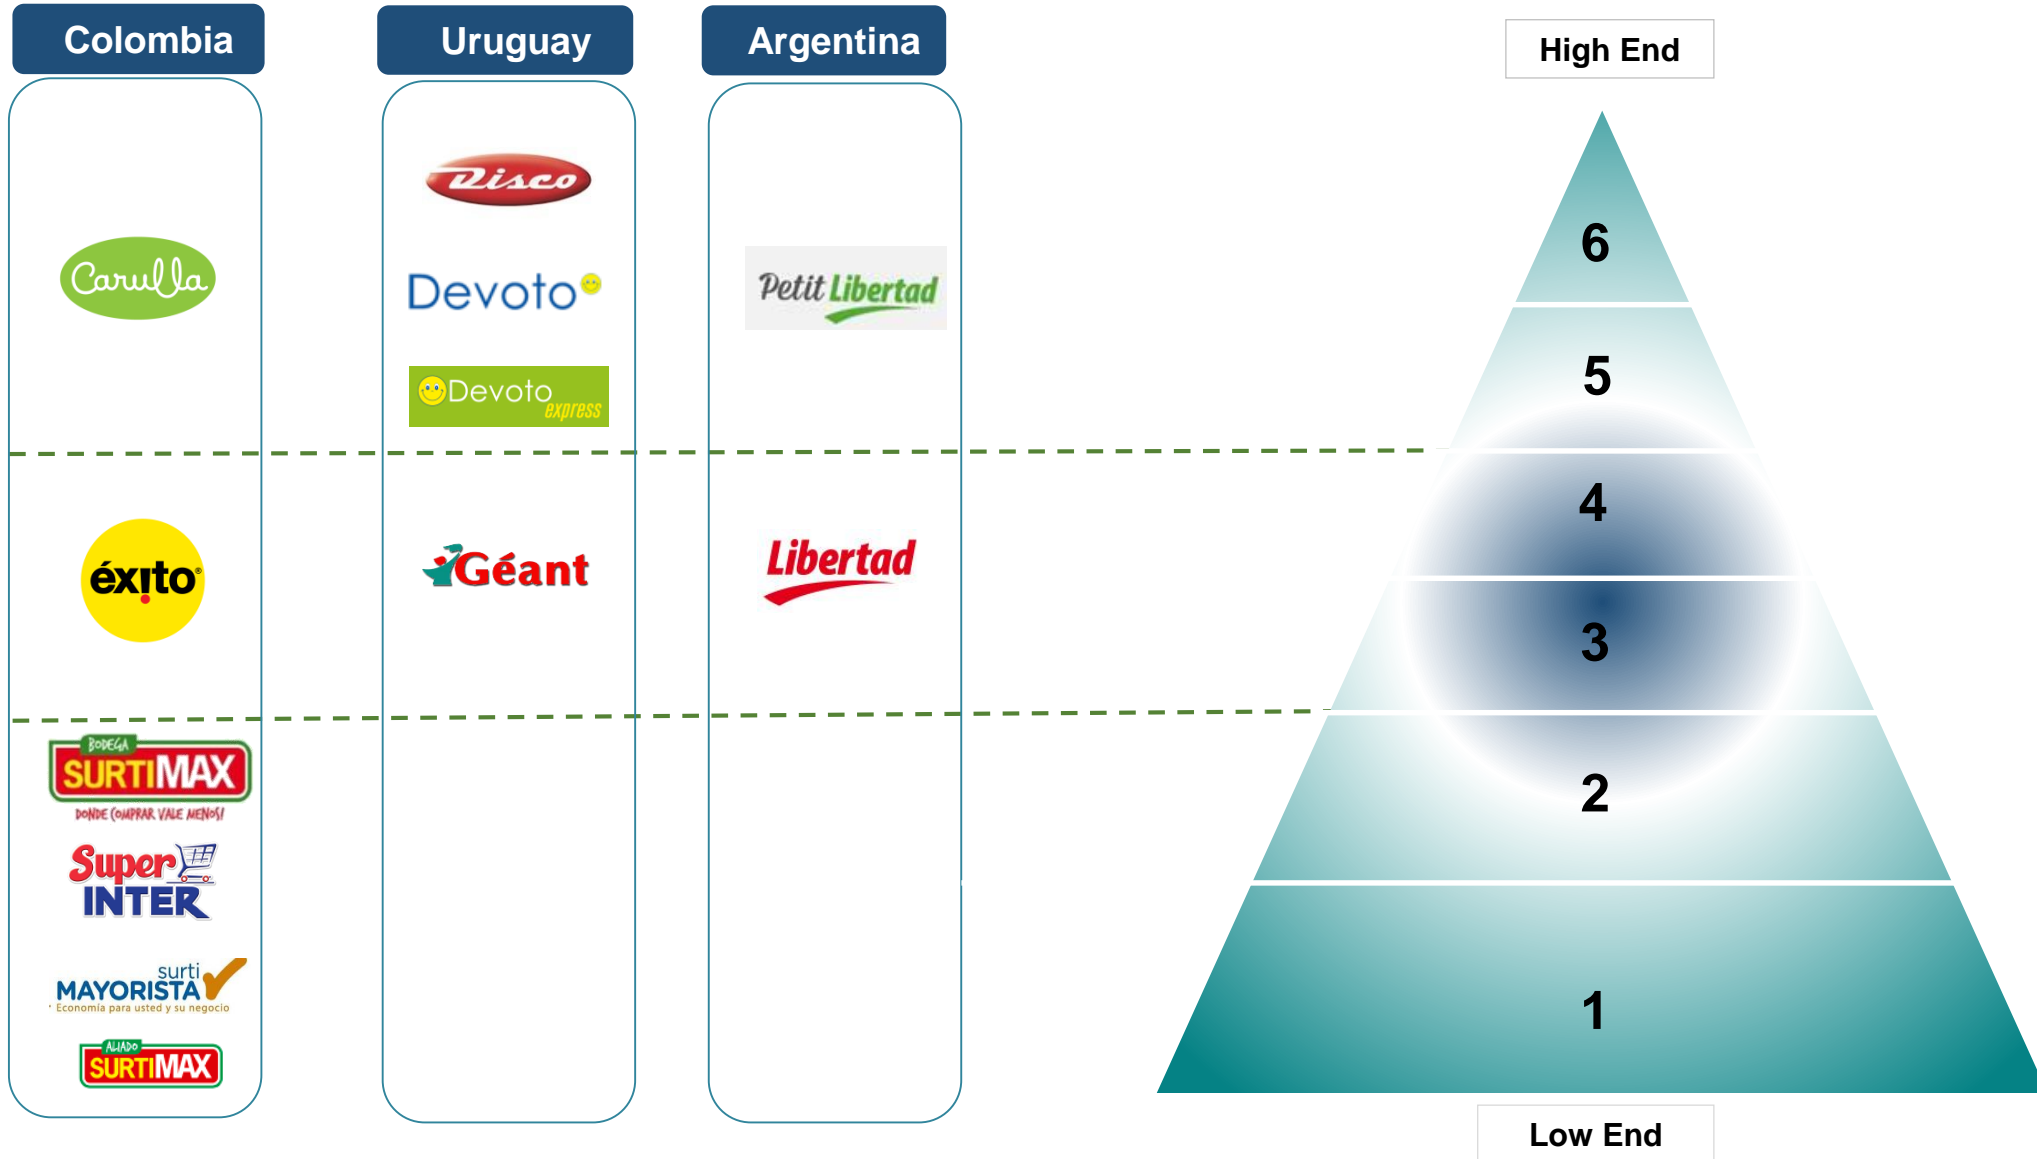 Colombia
Uruguay
Argentina
High End
Carulla
Disco
Devoto
Devoto
express
Petit Libertad
éxito®
Géant
Libertad
BODEGA
SURTIMAX
DONDE COMPRAR VALE MENOS!
Super
INTER
surti
MAYORISTA
Economía para usted y su negocio
ALIADO
SURTIMAX
6
5
4
3
2
1
Low End